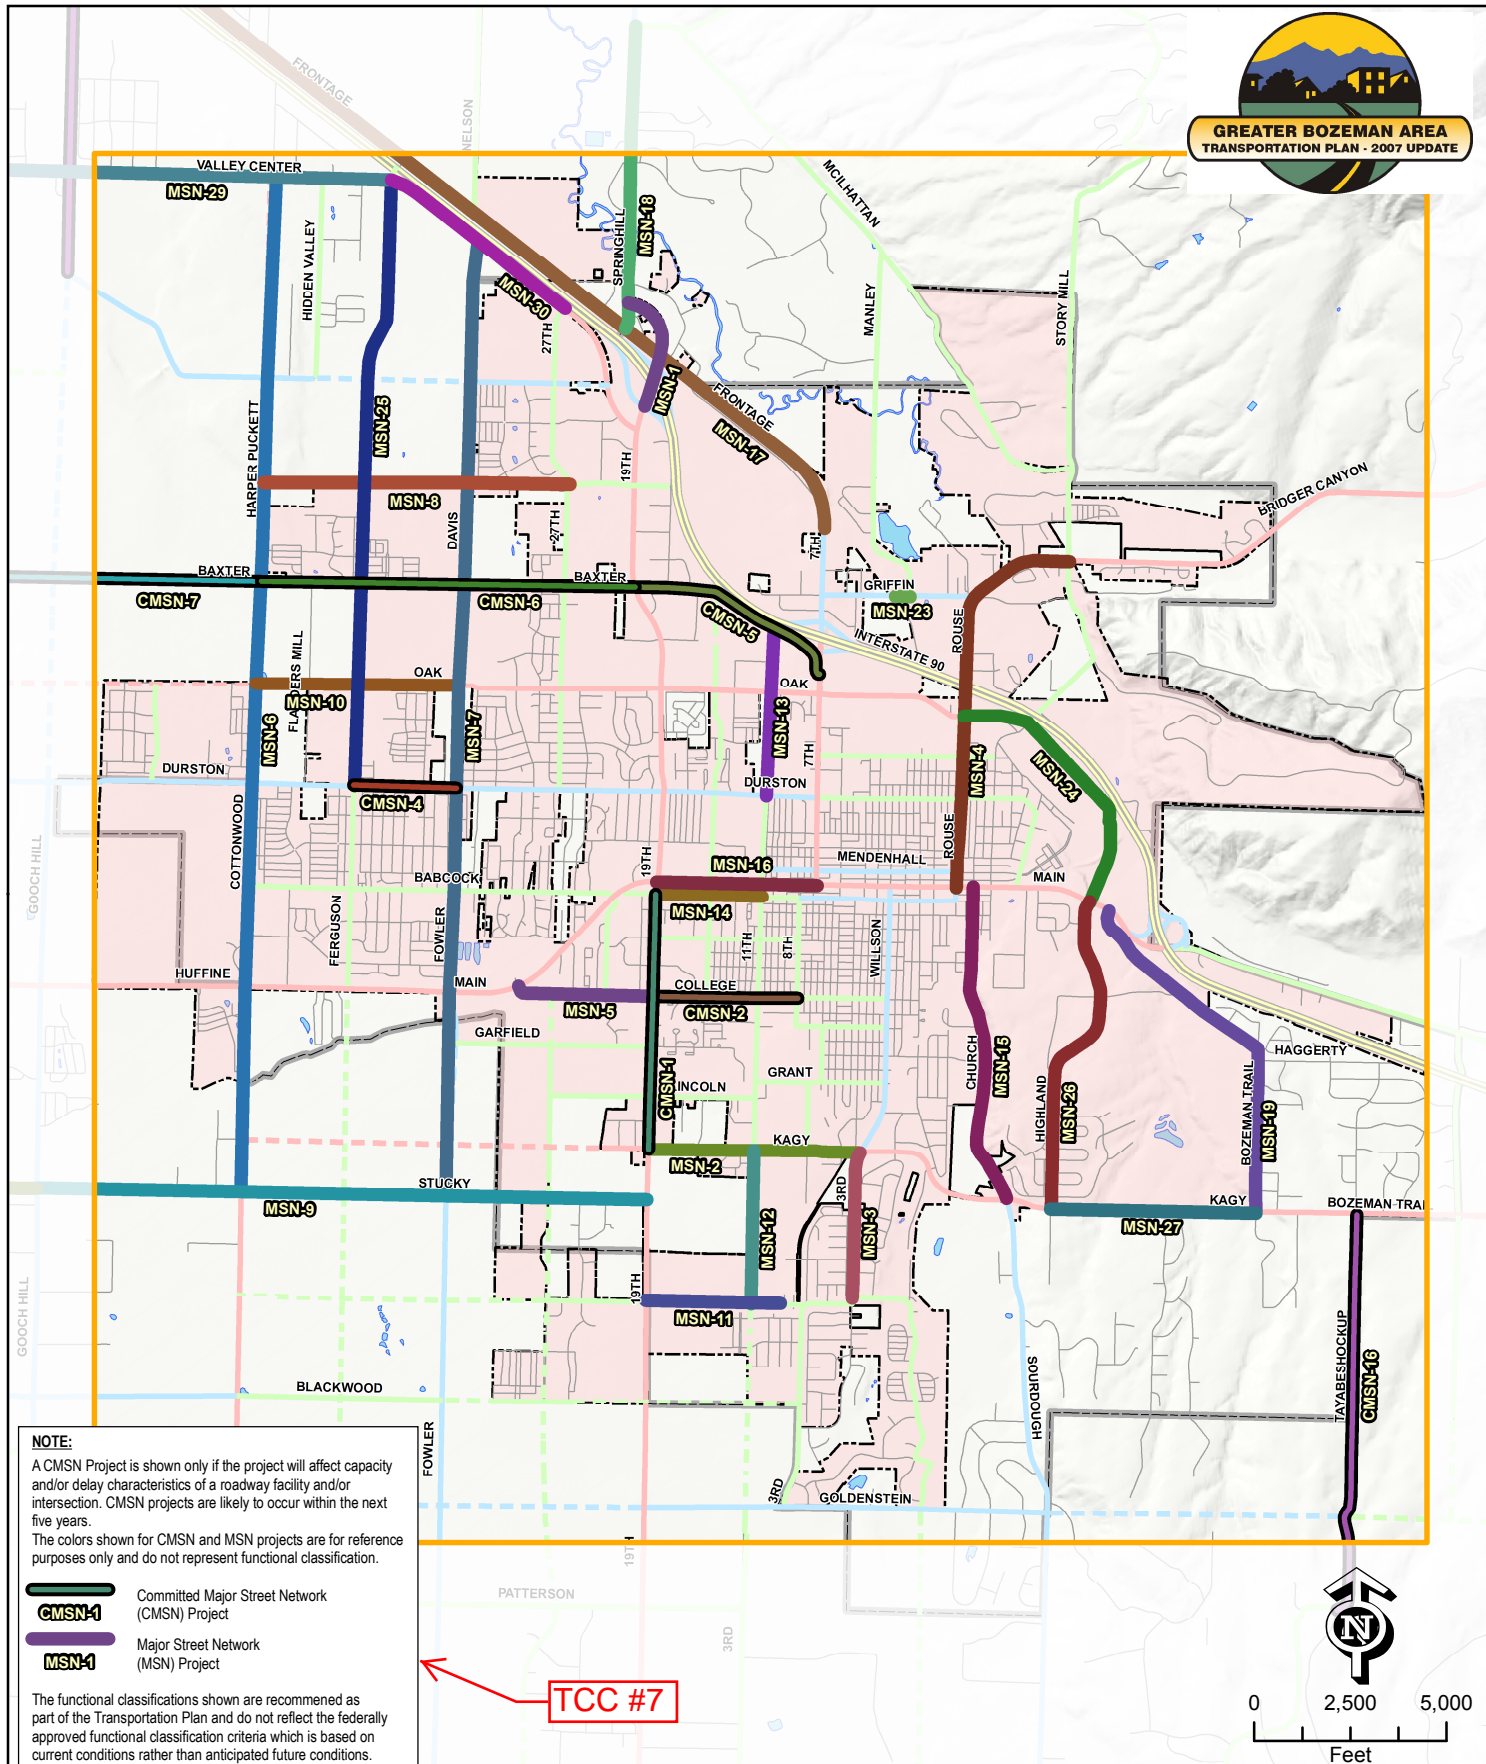 GREATER BOZEMAN AREA
TRANSPORTATION PLAN - 2007 UPDATE
FRONTAGE
NELSON
VALLEY CENTER
MSN-29
MCILHATTAN
SPRINGHILL
MSN-18
HIDDEN VALLEY
MSN-30
27TH
MANLEY
STORY MILL
MSN-1
FRONTAGE
MSN-17
MSN-25
HARPER PUCKETT
19TH
MSN-8
BRIDGER CANYON
DAVIS
27TH
7TH
BAXTER
BAXTER
CMSN-7
CMSN-6
CMSN-5
GRIFFIN
MSN-23
ROUSE
INTERSTATE 90
OAK
OAK
MSN-10
MSN-6
MSN-7
MSN-13
7TH
MSN-4
MSN-24
DURSTON
DURSTON
CMSN-4
COTTONWOOD
GOOCH HILL
19TH
ROUSE
MENDENHALL
MSN-16
MAIN
BABCOCK
MSN-14
FERGUSON
FOWLER
11TH
8TH
WILLSON
HUFFINE
MAIN
COLLEGE
MSN-5
CMSN-2
GARFIELD
CHURCH
MSN-15
HAGGERTY
CMSN-1
GRANT
INCOLN
HIGHLAND
MSN-26
BOZEMAN TRAIL
MSN-19
KAGY
MSN-2
STUCKY
MSN-9
3RD
MSN-3
MSN-12
KAGY
MSN-27
BOZEMAN TRAI
GOOCH HILL
19TH
MSN-11
BLACKWOOD
SOURDOUGH
TAYABESHOCKUP
CMSN-16
FOWLER
3RD
GOLDENSTEIN
19TH
PATTERSON
3RD
NOTE:
A CMSN Project is shown only if the project will affect capacity
and/or delay characteristics of a roadway facility and/or
intersection. CMSN projects are likely to occur within the next
five years.
The colors shown for CMSN and MSN projects are for reference
purposes only and do not represent functional classification.
CMSN-1
Committed Major Street Network
(CMSN) Project
MSN-1
Major Street Network
(MSN) Project
The functional classifications shown are recommened as
part of the Transportation Plan and do not reflect the federally
approved functional classification criteria which is based on
current conditions rather than anticipated future conditions.
TCC #7
N
0 2,500 5,000
Feet